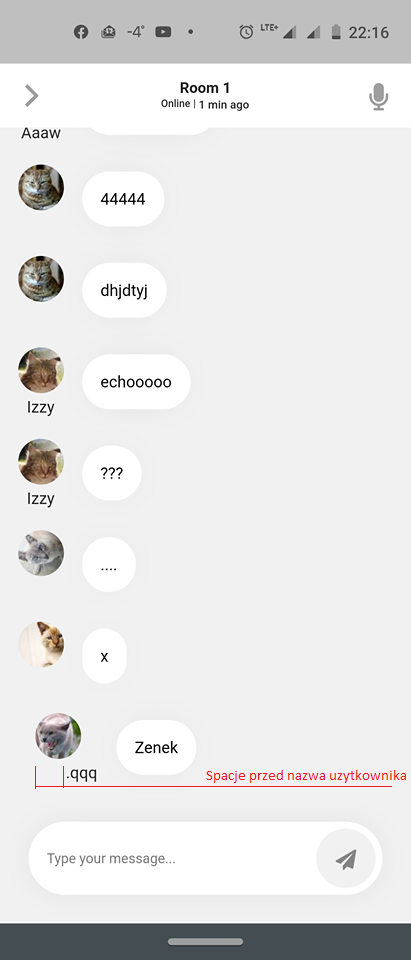 -4° LTE+ 22:16
Room 1
Online | 1 min ago
Aaaw
44444
dhjdtyj
echooooo
Izzy
???
Izzy
....
x
Zenek
.qqq
Spacje przed nazwa uzytkownika
Type your message...